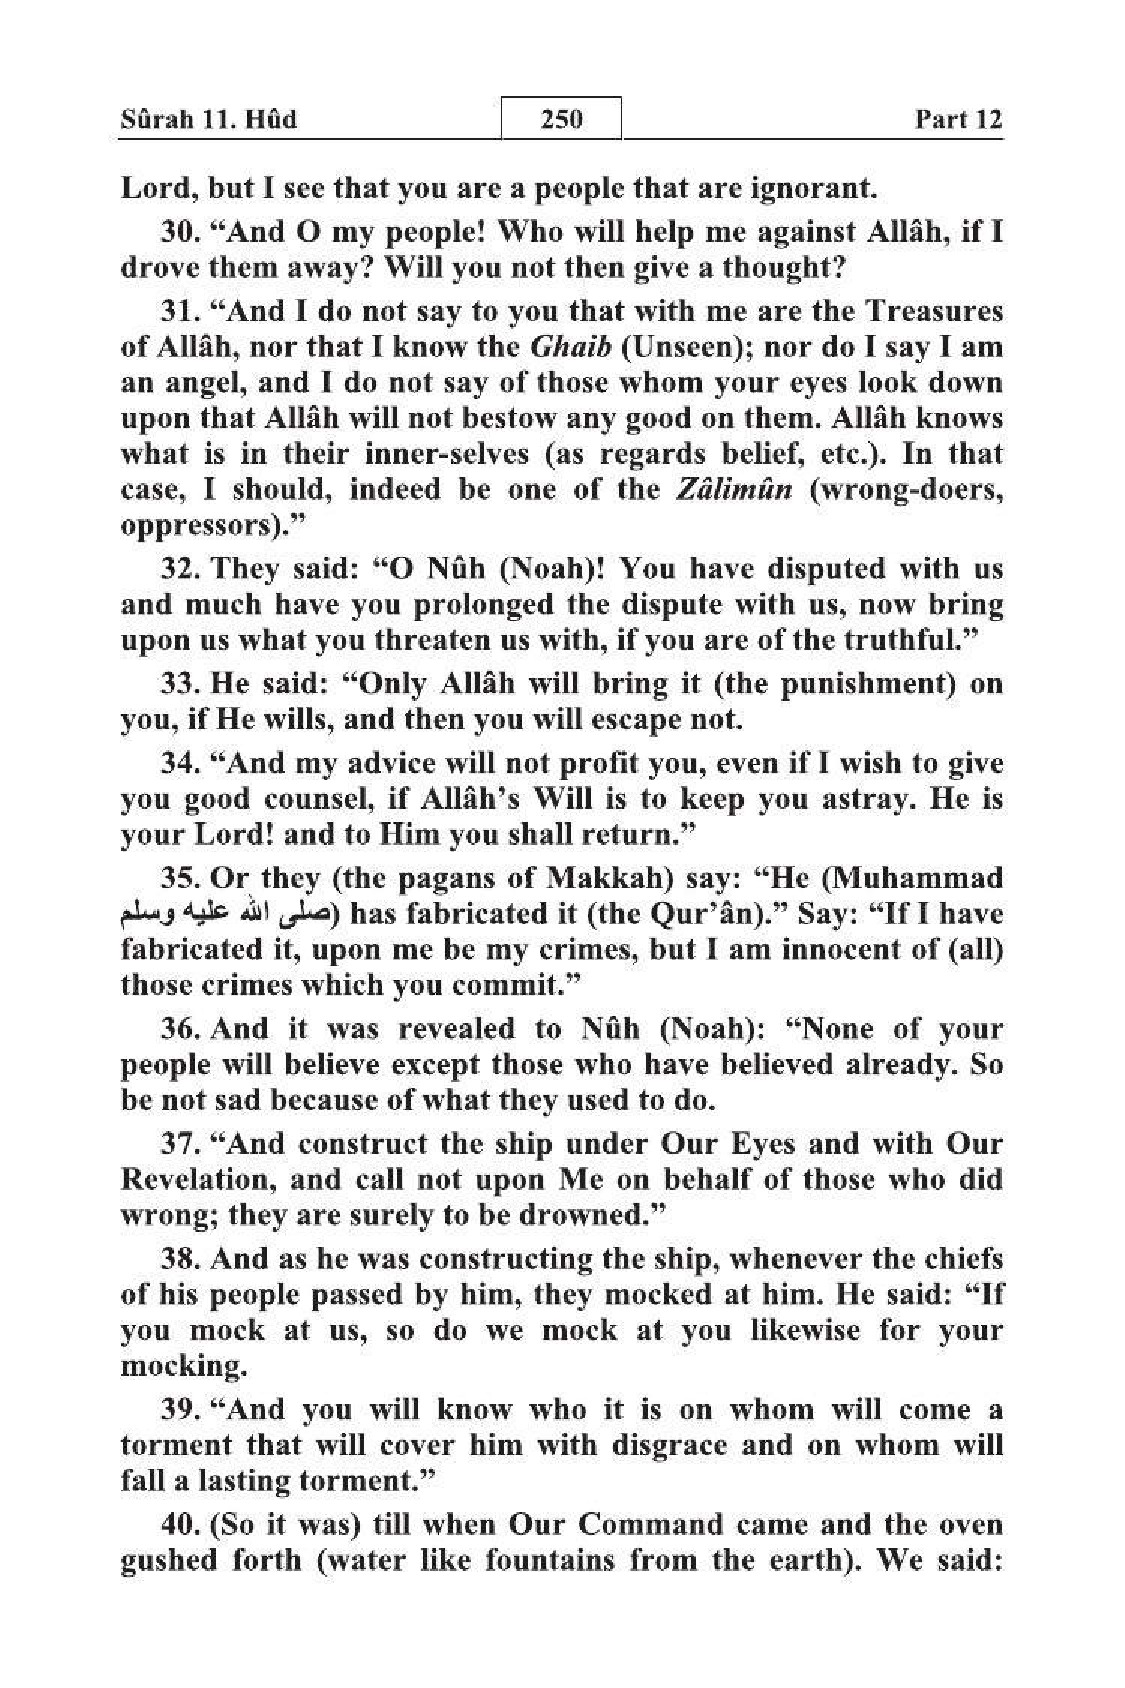 Sûrah 11. Hûd 250 Part 12
Lord, but I see that you are a people that are ignorant.
30. “And O my people! Who will help me against Allâh, if I
drove them away? Will you not then give a thought?
31. “And I do not say to you that with me are the Treasures
of Allâh, nor that I know the Ghaib (Unseen); nor do I say I am
an angel, and I do not say of those whom your eyes look down
upon that Allâh will not bestow any good on them. Allâh knows
what is in their inner-selves (as regards belief, etc.). In that
case, I should, indeed be one of the Zâlimûn (wrong-doers,
oppressors).”
32. They said: “O Nûh (Noah)! You have disputed with us
and much have you prolonged the dispute with us, now bring
upon us what you threaten us with, if you are of the truthful.”
33. He said: “Only Allâh will bring it (the punishment) on
you, if He wills, and then you will escape not.
34. “And my advice will not profit you, even if I wish to give
you good counsel, if Allâh’s Will is to keep you astray. He is
your Lord! and to Him you shall return.”
35. Or they (the pagans of Makkah) say: “He (Muhammad
صلى الله عليه وسلم) has fabricated it (the Qur’ân).” Say: “If I have
fabricated it, upon me be my crimes, but I am innocent of (all)
those crimes which you commit.”
36. And it was revealed to Nûh (Noah): “None of your
people will believe except those who have believed already. So
be not sad because of what they used to do.
37. “And construct the ship under Our Eyes and with Our
Revelation, and call not upon Me on behalf of those who did
wrong; they are surely to be drowned.”
38. And as he was constructing the ship, whenever the chiefs
of his people passed by him, they mocked at him. He said: “If
you mock at us, so do we mock at you likewise for your
mocking.
39. “And you will know who it is on whom will come a
torment that will cover him with disgrace and on whom will
fall a lasting torment.”
40. (So it was) till when Our Command came and the oven
gushed forth (water like fountains from the earth). We said: